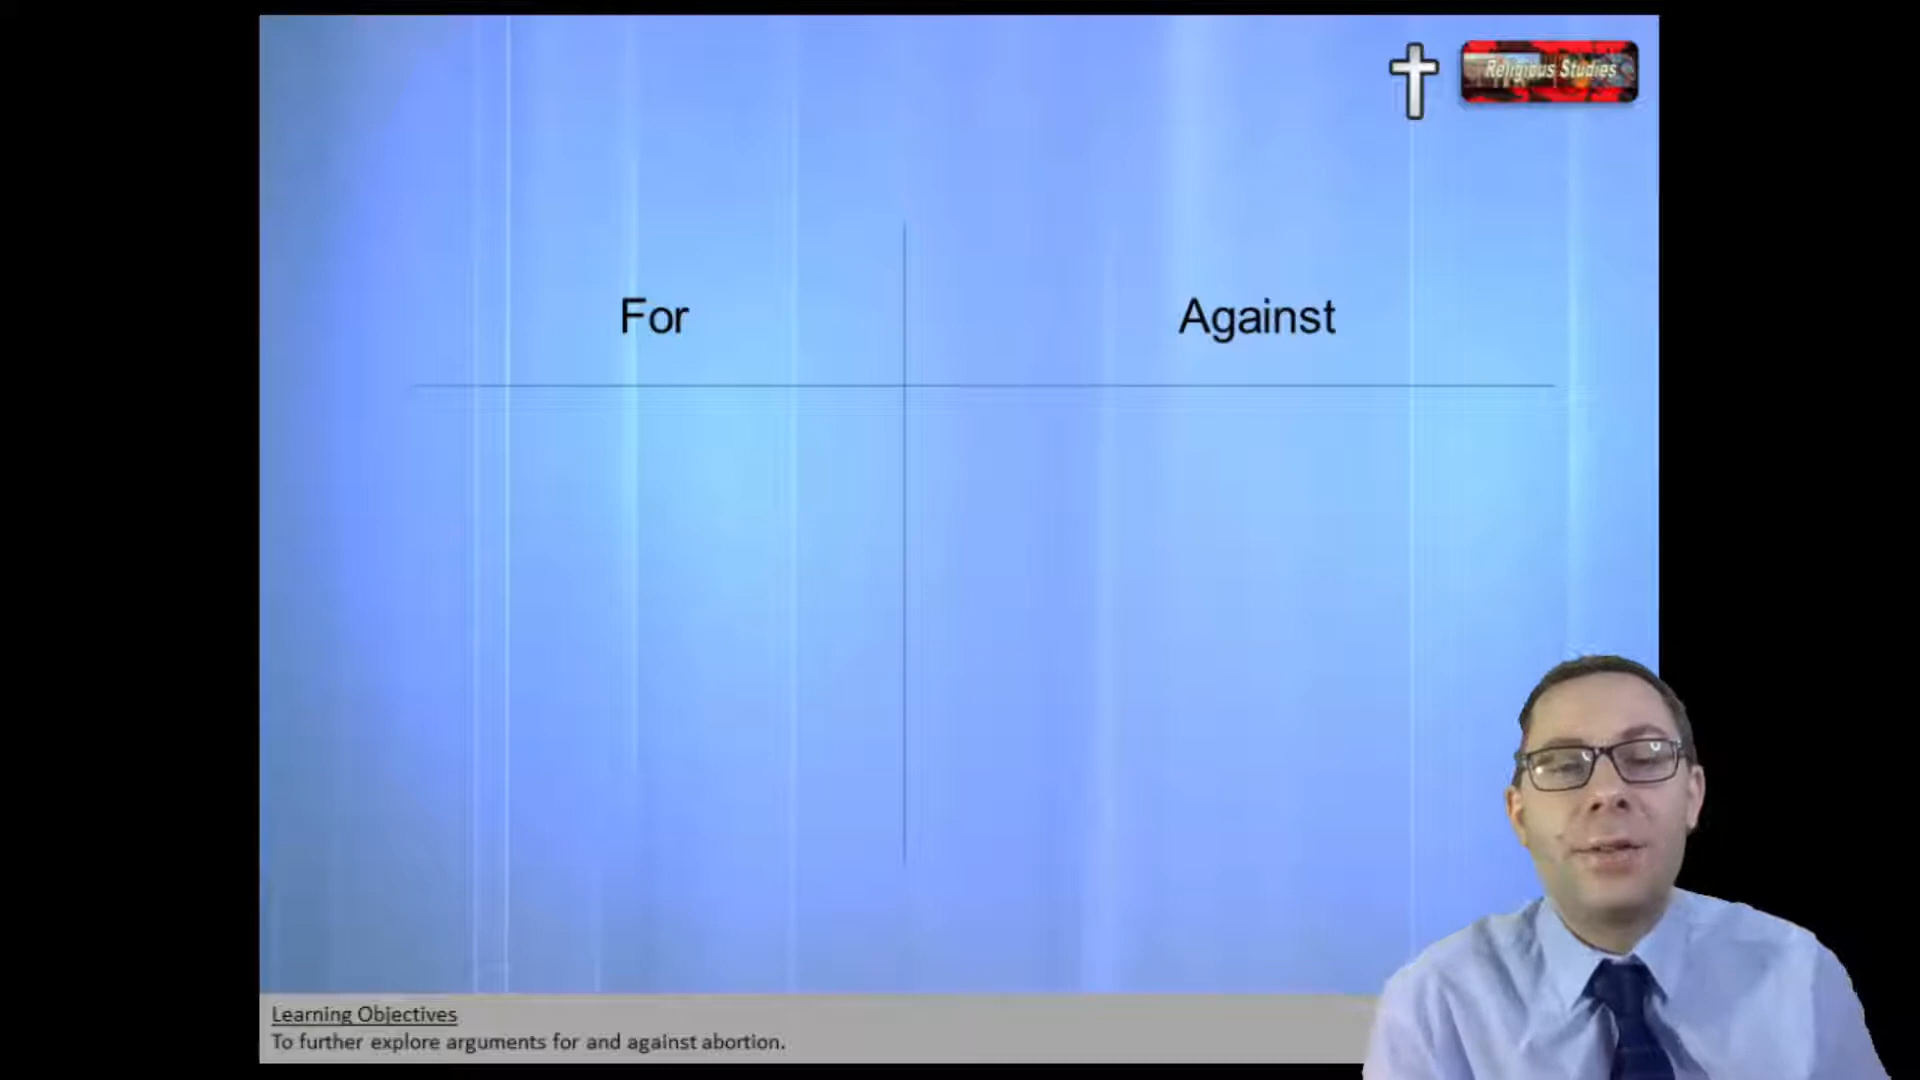 Religious Studies
For
Against
Learning Objectives
To further explore arguments for and against abortion.